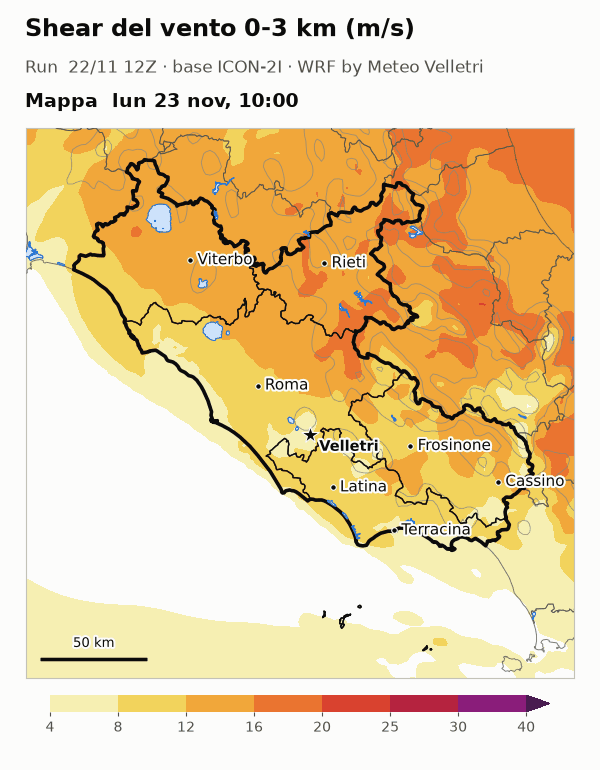 Shear del vento 0-3 km (m/s)
Run 22/11 12Z · base ICON-2I · WRF by Meteo Velletri
Mappa lun 23 nov, 10:00
Viterbo
Rieti
Roma
Velletri
Frosinone
Cassino
Latina
Terracina
50 km
4 8 12 16 20 25 30 40